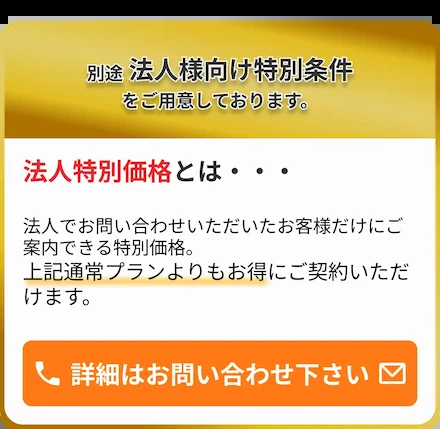 別途 法人様向け特別条件
をご用意しております。
法人特別価格とは・・・
法人でお問い合わせいただいたお客様だけにご
案内できる特別価格。
上記通常プランよりもお得にご契約いただ
けます。
詳細はお問い合わせ下さい